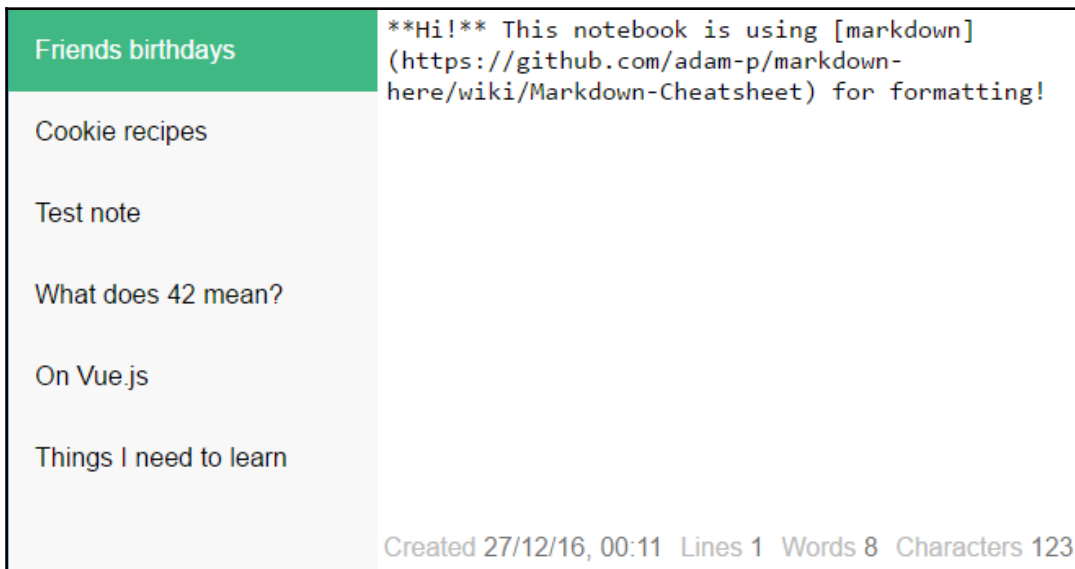 Friends birthdays
Cookie recipes
Test note
What does 42 mean?
On Vue.js
Things I need to learn
**Hi!** This notebook is using [markdown]
(https://github.com/adam-p/markdown-
here/wiki/Markdown-Cheatsheet) for formatting!
Created 27/12/16, 00:11 Lines 1 Words 8 Characters 123